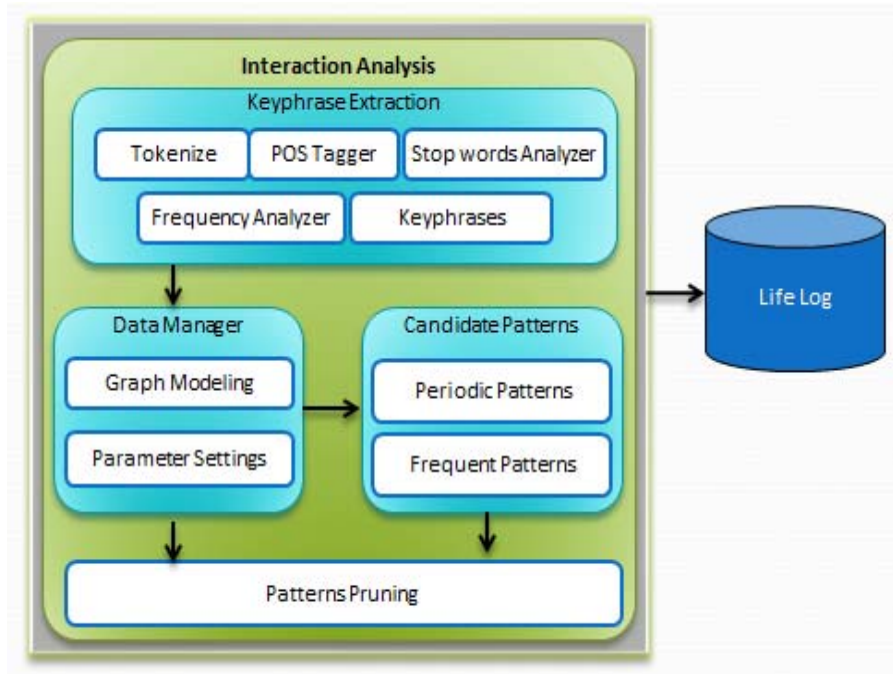 Interaction Analysis
Keyphrase Extraction
Tokenize
POS Tagger
Stop words Analyzer
Frequency Analyzer
Keyphrases
Data Manager
Graph Modeling
Parameter Settings
Candidate Patterns
Periodic Patterns
Frequent Patterns
Patterns Pruning
Life Log